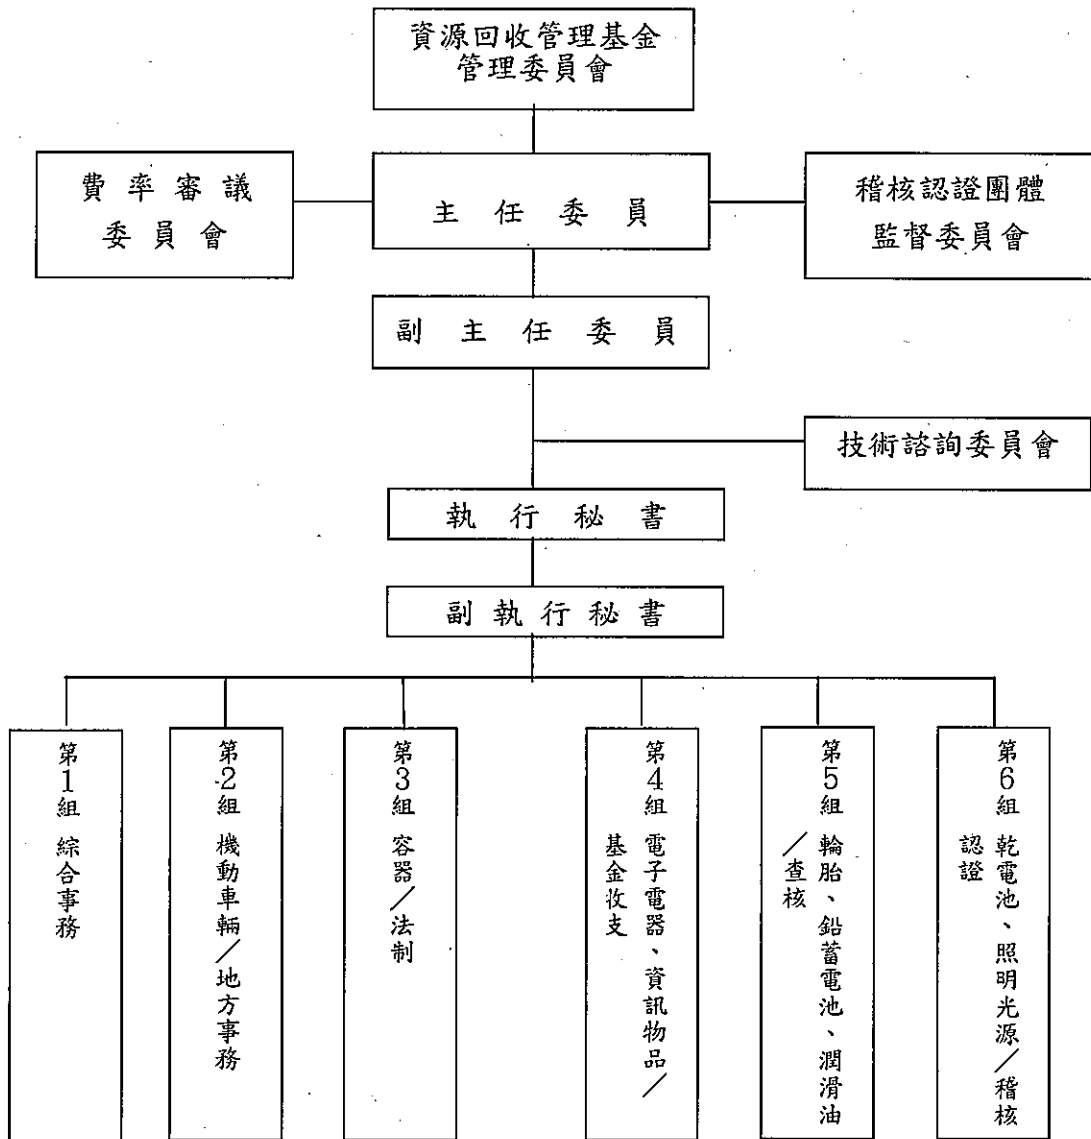 資源回收管理基金
管理委員會
費率審議
委員會
主任委員
稽核認證團體
監督委員會
副主任委員
技術諮詢委員會
執行秘書
副執行秘書
第1組 綜合事務
第2組 機動車輛／地方事務
第3組 容器／法制
第4組 電子電器、資訊物品／
基金收支
第5組 輪胎、鉛蓄電池、潤滑油
／查核
第6組 乾電池、照明光源／稽核
認證